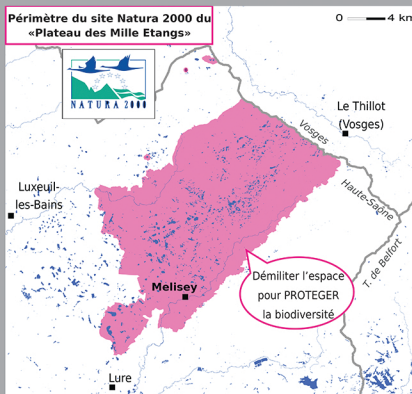 Périmètre du site Natura 2000 du
«Plateau des Mille Etangs»
0 4 km
NATURA 2000
Le Thillot
(Vosges)
Vosges
Haute-Saône
T. de Belfort
Luxeuil-
les-Bains
Melisey
Démiliter l'espace
pour PROTEGER
la biodiversité
Lure